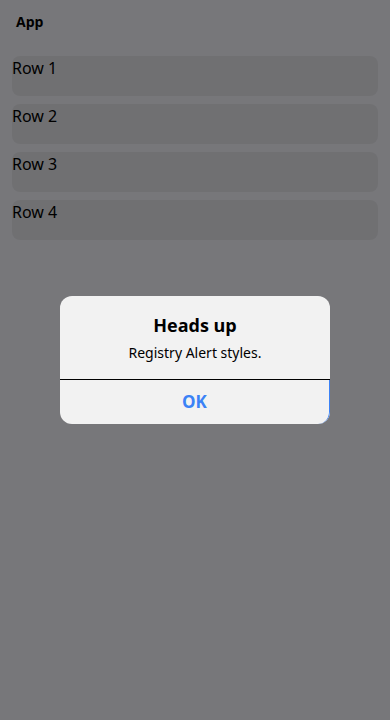 App
Row 1
Row 2
Row 3
Row 4
Heads up
Registry Alert styles.
OK